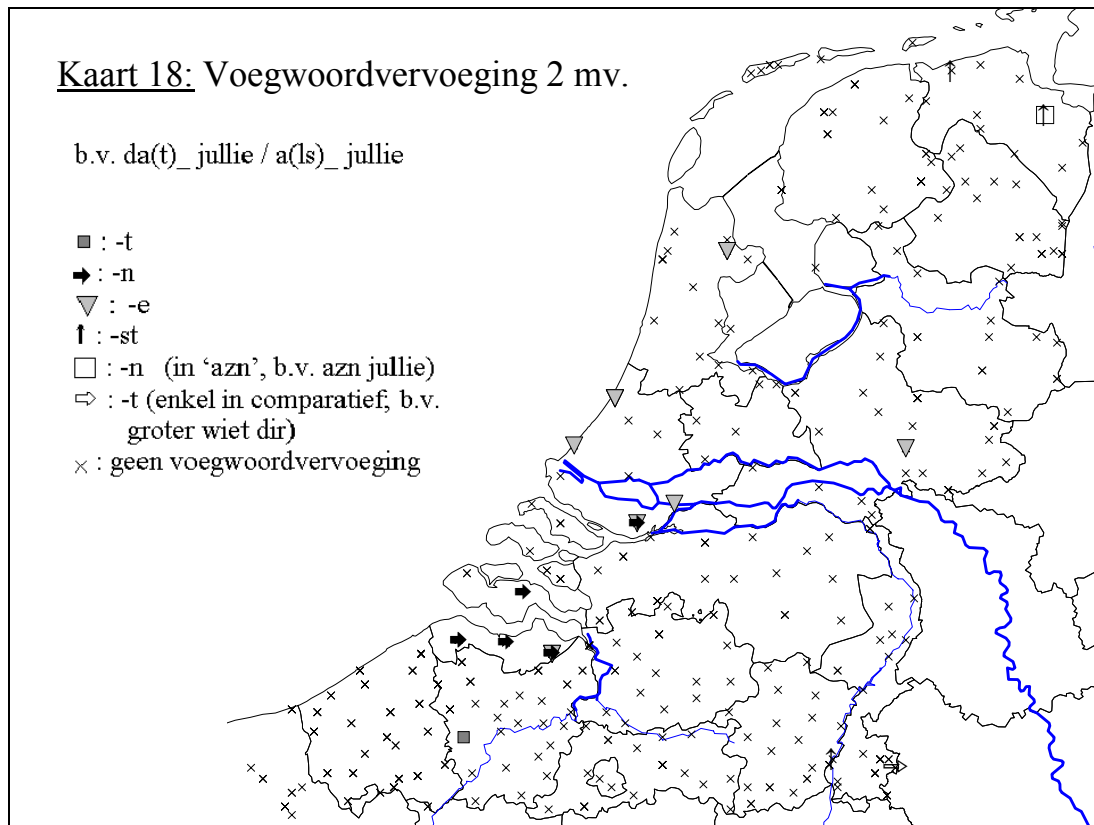 Kaart 18: Voegwoordvervoeging 2 mv.
b.v. da(t)_ jullie / a(ls)_ jullie
: -t
: -n
: -e
: -st
: -n (in ‘azn’, b.v. azn jullie)
: -t (enkel in comparatief; b.v.
groter wiet dir)
: geen voegwoordvervoeging